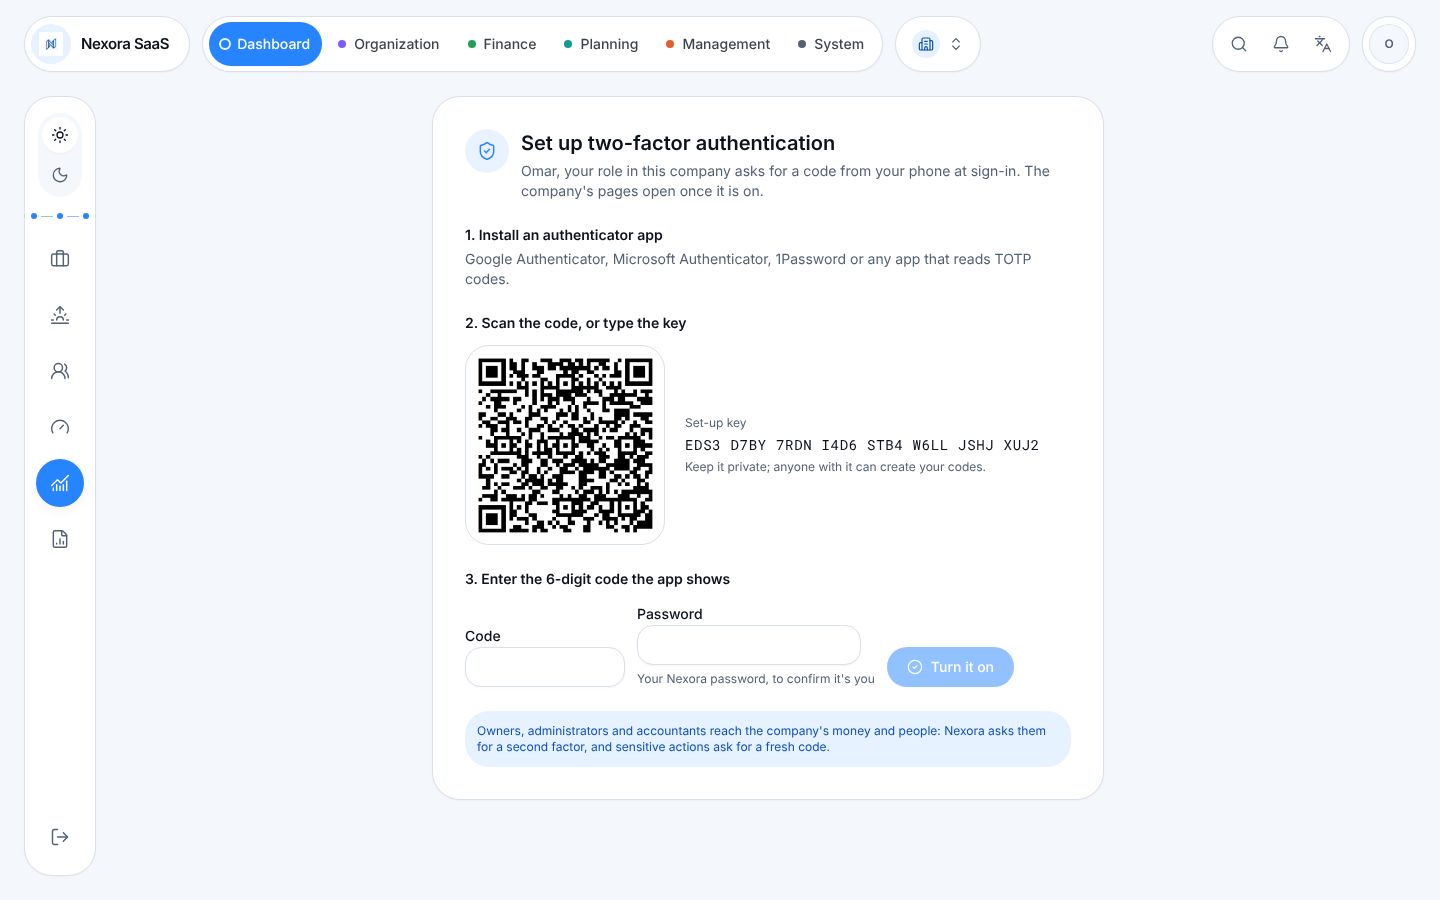 Nexora SaaS
Dashboard
Organization
Finance
Planning
Management
System
O
Set up two-factor authentication
Omar, your role in this company asks for a code from your phone at sign-in. The
company's pages open once it is on.
1. Install an authenticator app
Google Authenticator, Microsoft Authenticator, 1Password or any app that reads TOTP
codes.
2. Scan the code, or type the key
Set-up key
EDS3 D7BY 7RDN I4D6 STB4 W6LL JSHJ XUJ2
Keep it private; anyone with it can create your codes.
3. Enter the 6-digit code the app shows
Code
Password
Your Nexora password, to confirm it's you
Turn it on
Owners, administrators and accountants reach the company's money and people: Nexora asks them
for a second factor, and sensitive actions ask for a fresh code.